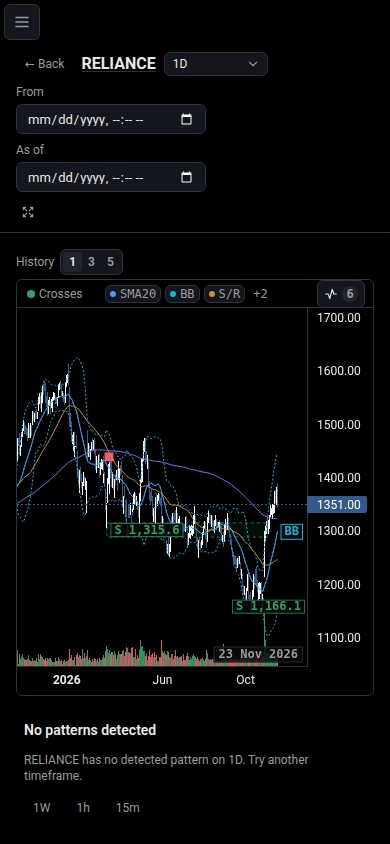 ← Back RELIANCE 1D
From
mm/dd/yyyy, --:-- --
As of
mm/dd/yyyy, --:-- --
History 1 3 5
Crosses SMA20 BB S/R +2 6
1700.00
1600.00
1500.00
1400.00
1351.00
S 1,315.6
1300.00
BB
1200.00
S 1,166.1
1100.00
23 Nov 2026
2026 Jun Oct
No patterns detected
RELIANCE has no detected pattern on 1D. Try another
timeframe.
1W 1h 15m